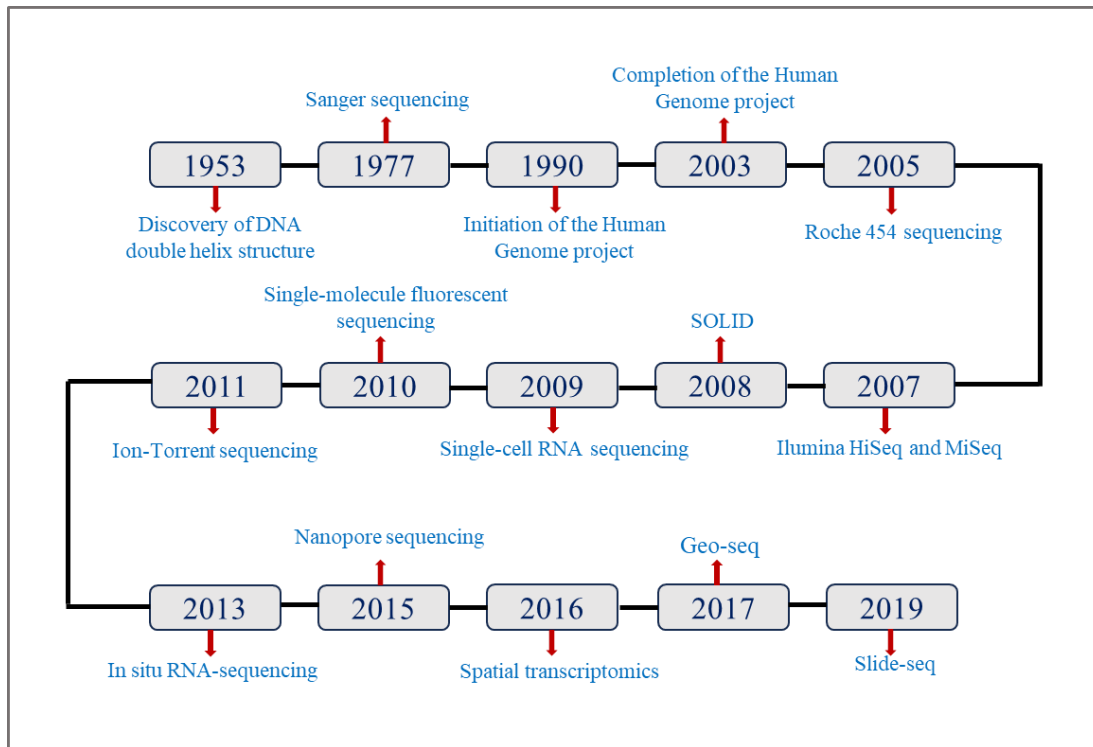 Completion of the Human
Genome project
Sanger sequencing
1953
1977
1990
2003
2005
Discovery of DNA
double helix structure
Initiation of the Human
Genome project
Roche 454 sequencing
Single-molecule fluorescent
sequencing
SOLID
2011
2010
2009
2008
2007
Ion-Torrent sequencing
Single-cell RNA sequencing
Ilumina HiSeq and MiSeq
Nanopore sequencing
Geo-seq
2013
2015
2016
2017
2019
In situ RNA-sequencing
Spatial transcriptomics
Slide-seq